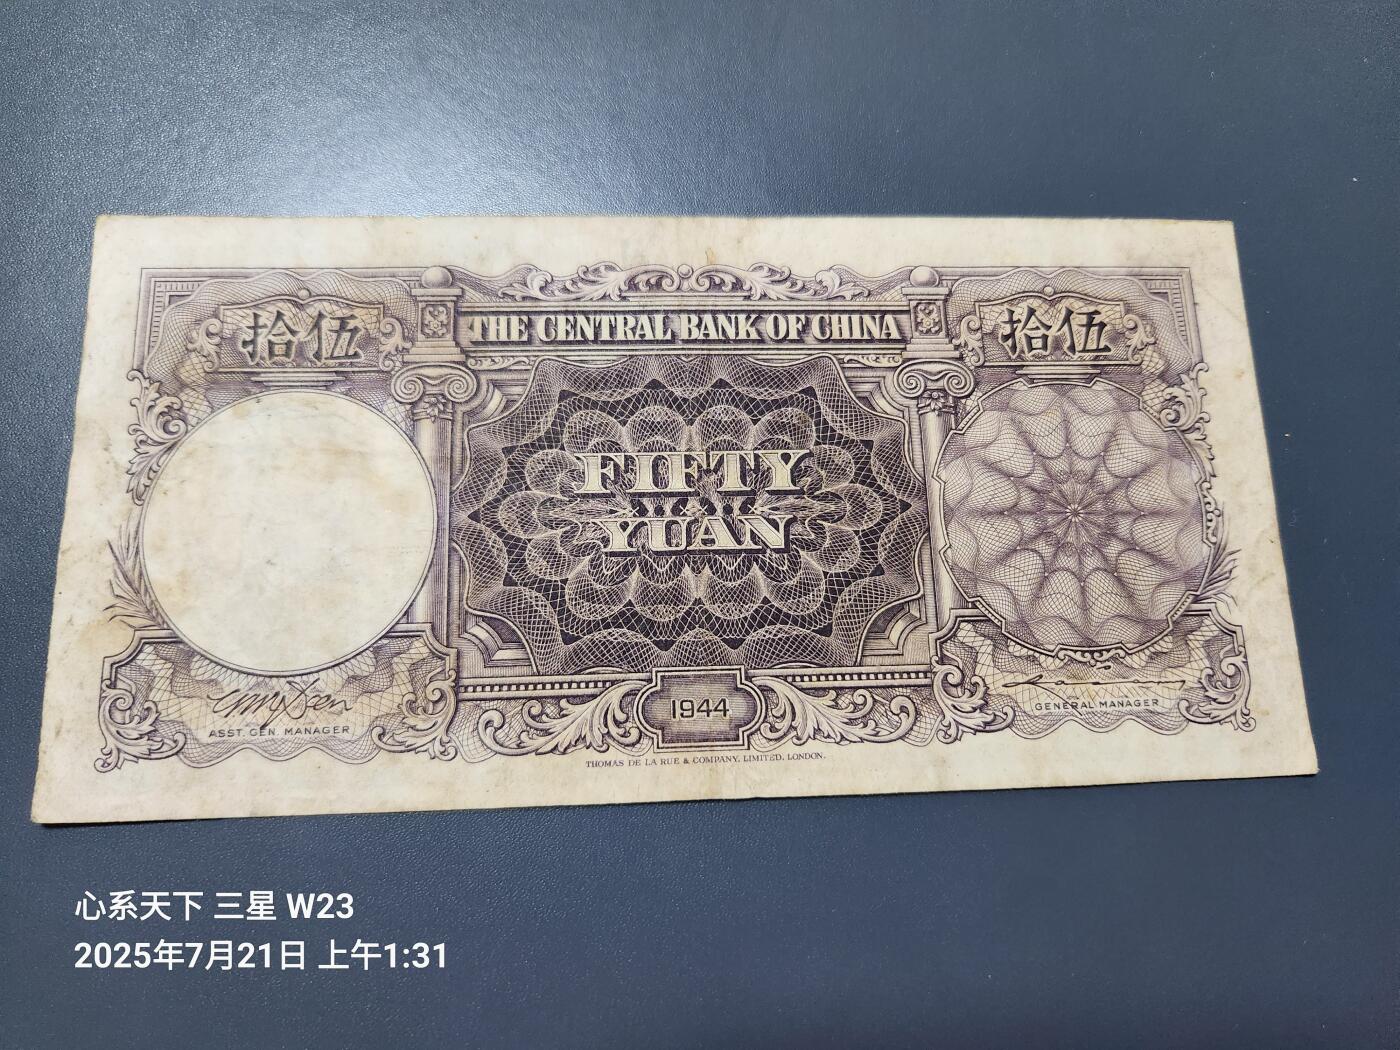 THE CENTRAL BANK OF CHINA
拾伍
拾伍
FIFTY
YUAN
1944
ASST. GEN. MANAGER
GENERAL MANAGER
THOMAS DE LA RUE & COMPANY, LIMITED, LONDON.
心系天下 三星 W23
2025年7月21日 上午1:31